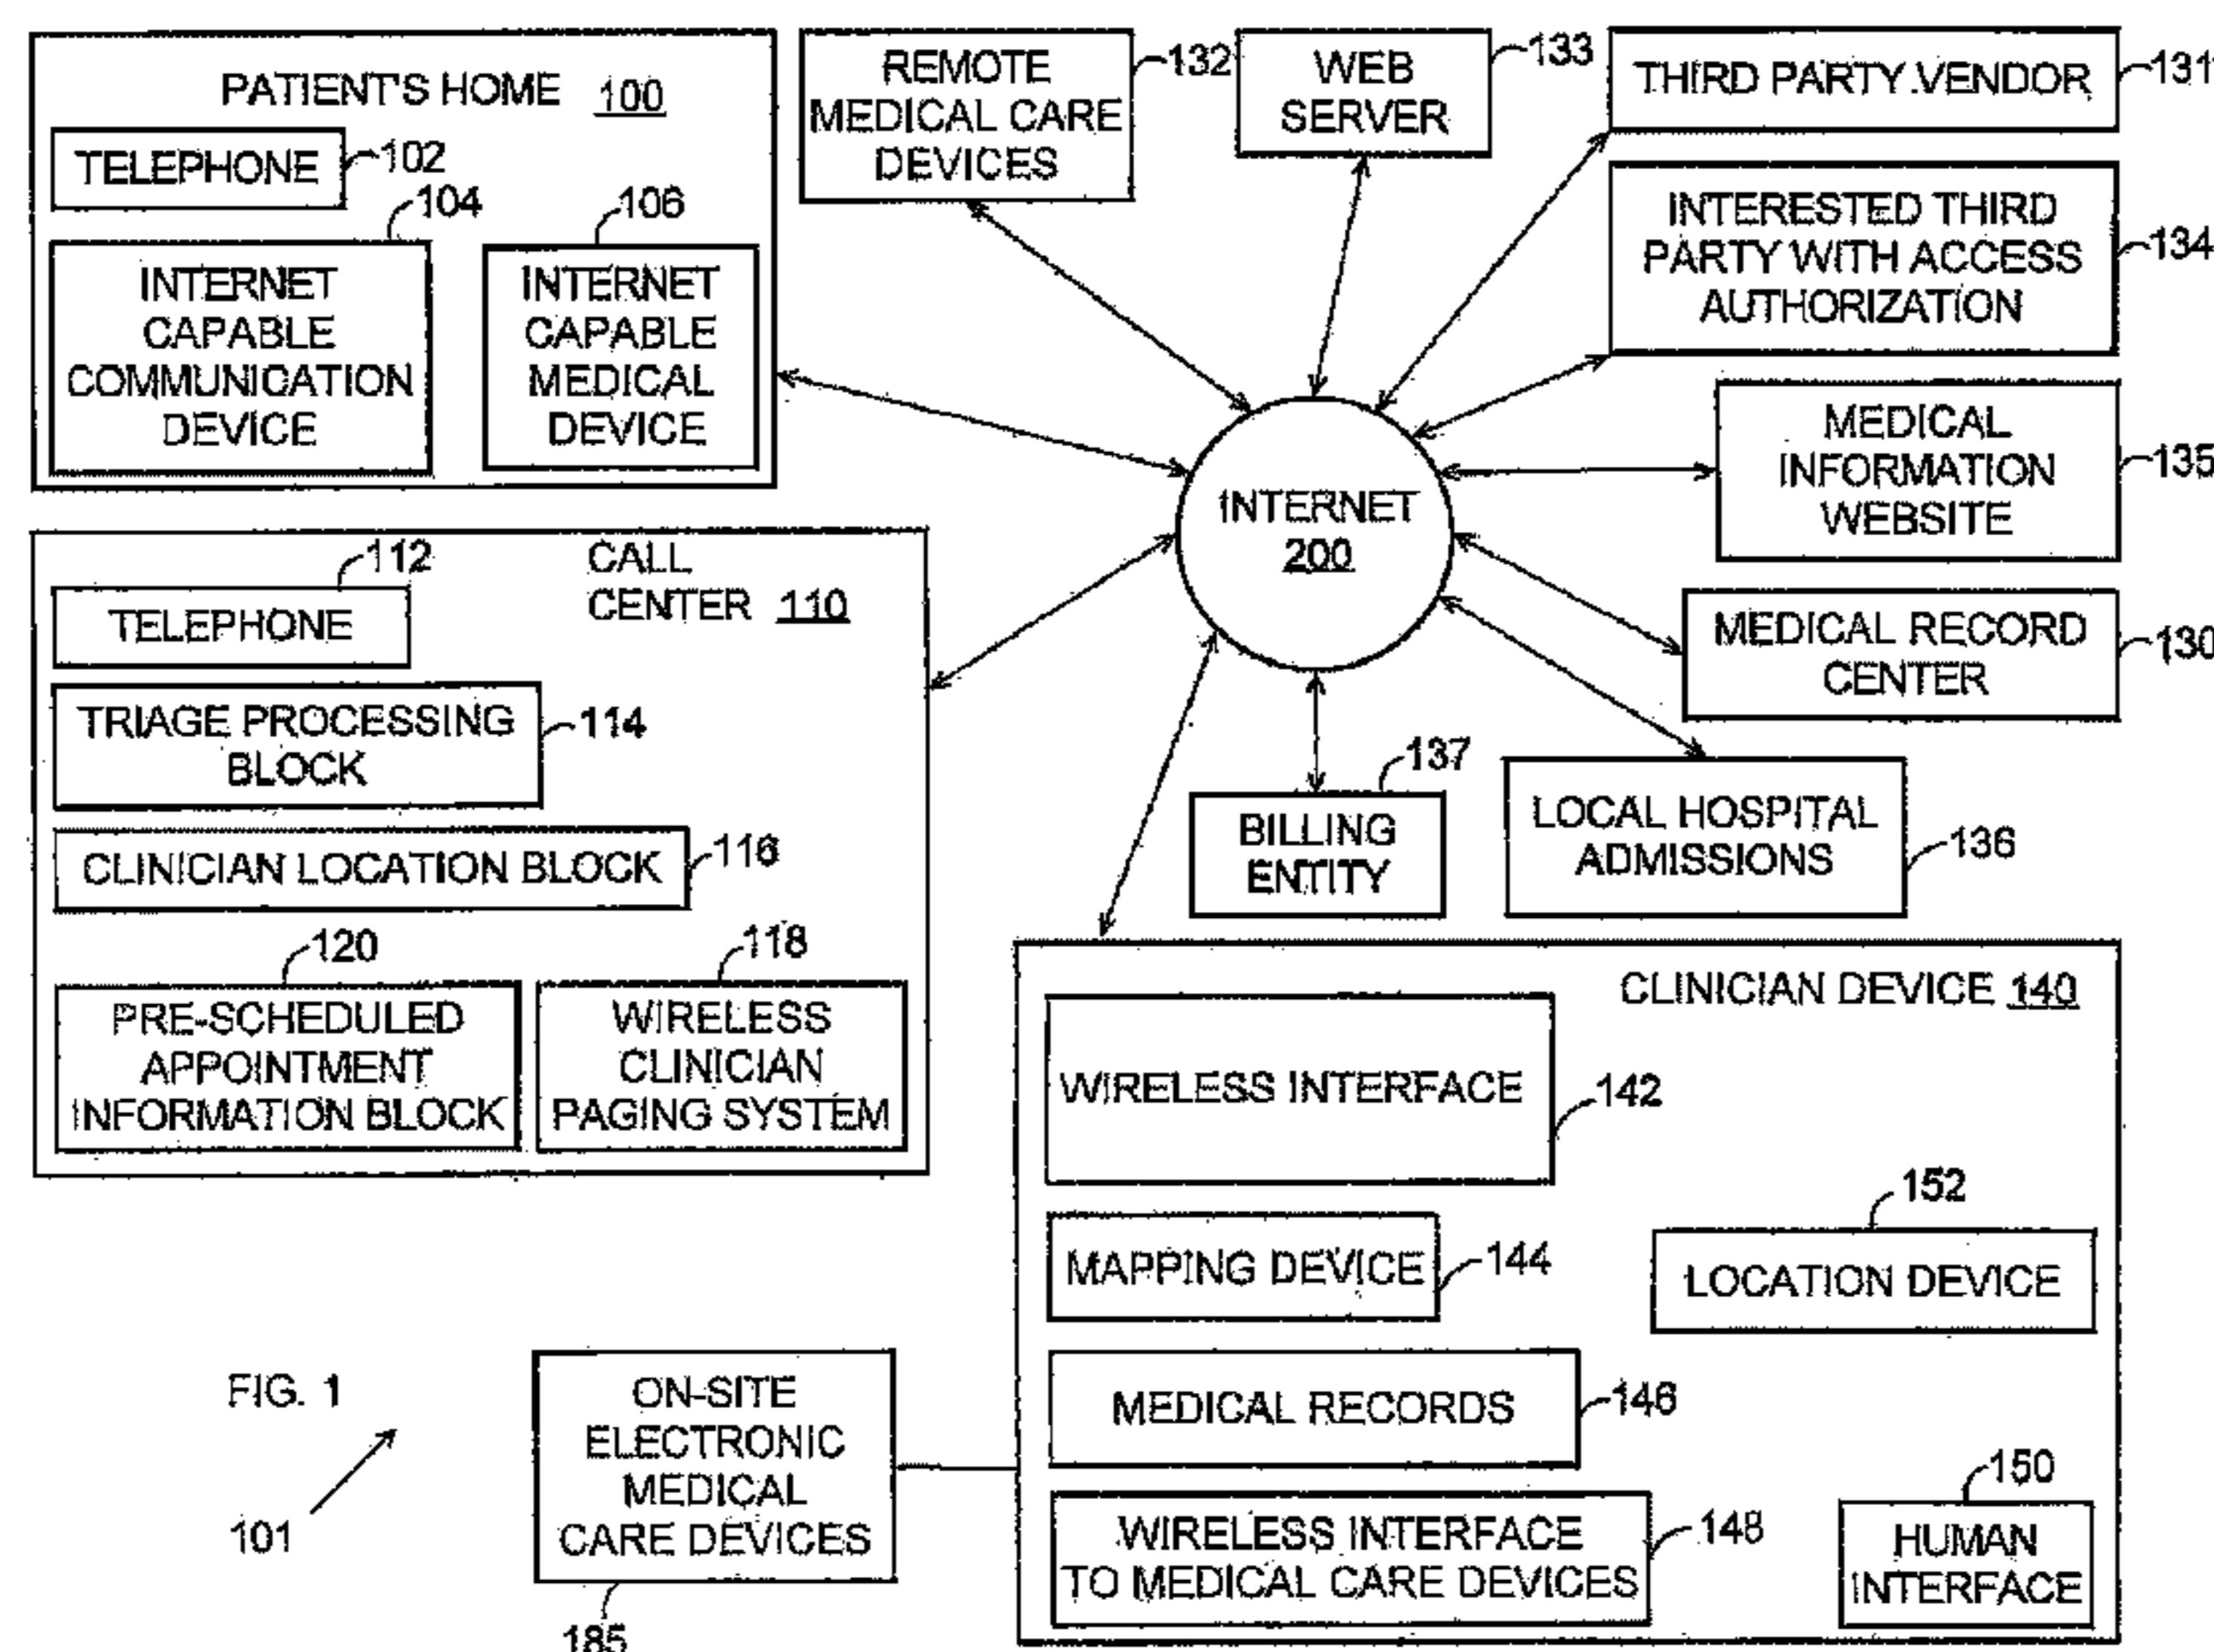 PATIENT'S HOME 100
TELEPHONE
102
104
INTERNET
CAPABLE
COMMUNICATION
DEVICE
106
INTERNET
CAPABLE
MEDICAL
DEVICE
REMOTE
MEDICAL CARE
DEVICES
132
WEB
SERVER
133
THIRD PARTY VENDOR
131
INTERESTED THIRD
PARTY WITH ACCESS
AUTHORIZATION
134
MEDICAL
INFORMATION
WEBSITE
135
INTERNET
200
MEDICAL RECORD
CENTER
130
LOCAL HOSPITAL
ADMISSIONS
136
137
BILLING
ENTITY
CALL
CENTER 110
112
TELEPHONE
TRIAGE PROCESSING
BLOCK
114
CLINICIAN LOCATION BLOCK
116
120
PRE-SCHEDULED
APPOINTMENT
INFORMATION BLOCK
118
WIRELESS
CLINICIAN
PAGING SYSTEM
CLINICIAN DEVICE 140
WIRELESS INTERFACE
142
MAPPING DEVICE
144
152
LOCATION DEVICE
MEDICAL RECORDS
146
WIRELESS INTERFACE
TO MEDICAL CARE DEVICES
148
150
HUMAN
INTERFACE
ON-SITE
ELECTRONIC
MEDICAL
CARE DEVICES
185
FIG. 1
101